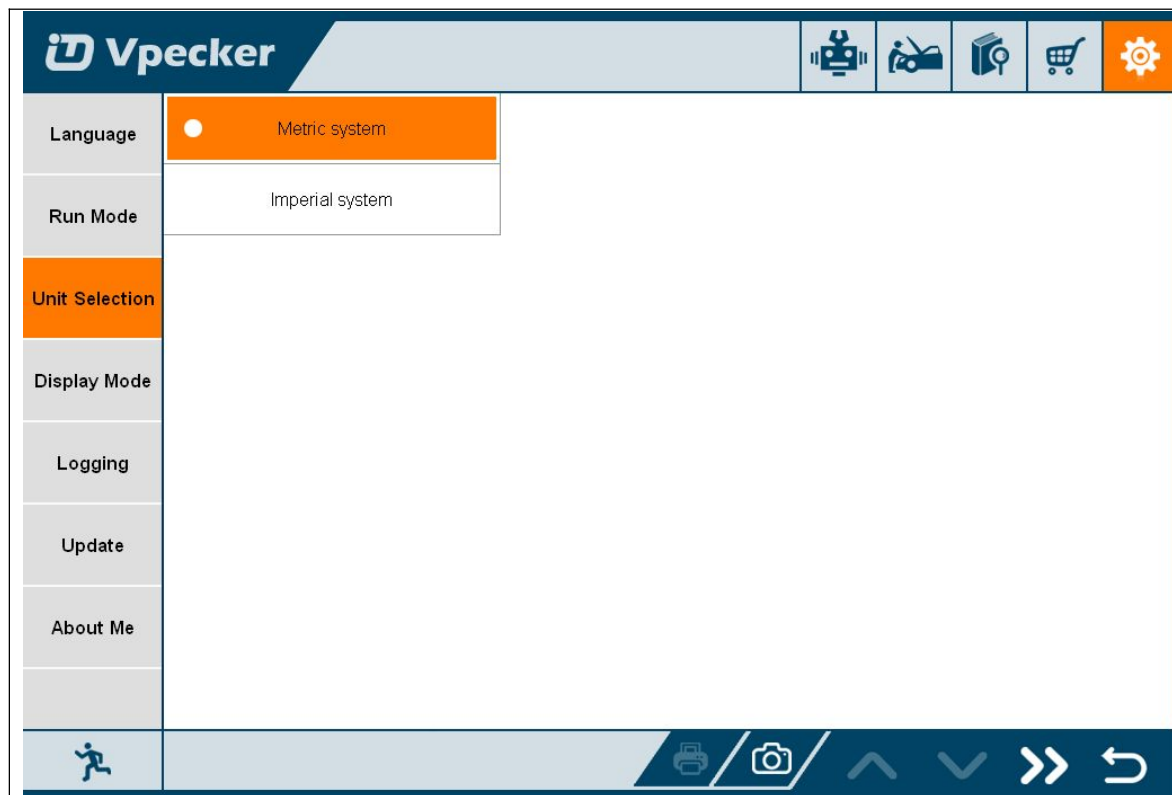 Vpecker
Language
Metric system
Imperial system
Run Mode
Unit Selection
Display Mode
Logging
Update
About Me